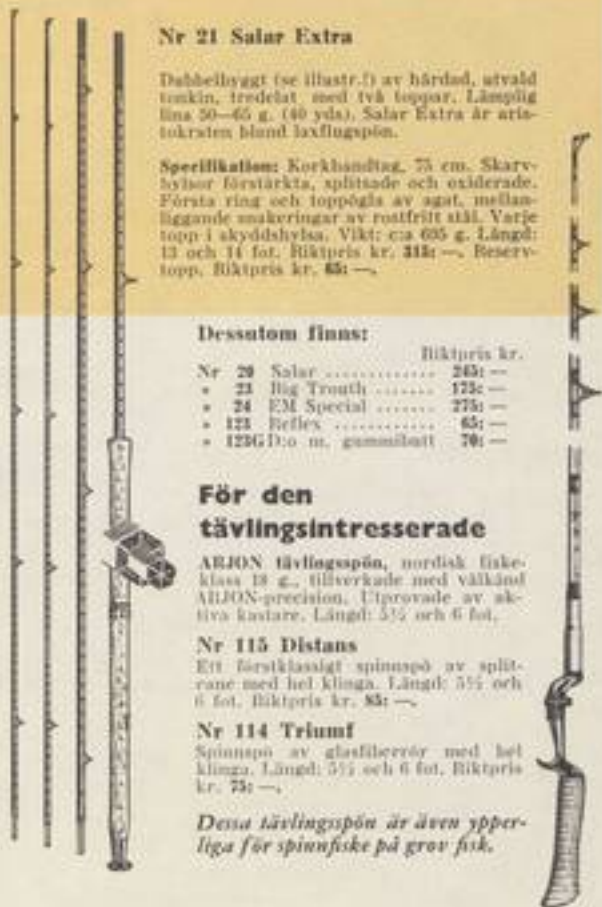 Nr 21 Salar Extra
Dubbelbyggt (se illustr.!) av härdad, utvald
tonkin, tredelat med två toppar. Lämplig
lina 50—65 g. (40 yds). Salar Extra är aris-
tokraten bland laxflugspön.
Specifikation: Korkhandtag, 75 cm. Skarv-
hylsor förstärkta, splitsade och oxiderade.
Första ring och toppögla av agat, mellan-
liggande snakeringar av rostfritt stål. Varje
topp i skyddshylsa. Vikt: c:a 695 g. Längd:
13 och 14 fot. Riktpris kr. 315: —. Reserv-
topp. Riktpris kr. 65: —.
Dessutom finns:
Riktpris kr.
Nr 20 Salar ............. 245: —
» 23 Big Trouth ....... 175: —
» 24 EM Special ....... 275: —
» 123 Reflex ............ 65: —
» 123G D:o m. gummibutt 70: —
För den
tävlingsintresserade
ARJON tävlingsspön, nordisk fiske-
klass 18 g., tillverkade med välkänd
ARJON-precision. Utprovade av ak-
tiva kastare. Längd: 5½ och 6 fot.
Nr 115 Distans
Ett förstklassigt spinnspö av split-
cane med hel klinga. Längd: 5½ och
6 fot. Riktpris kr. 85: —.
Nr 114 Triumf
Spinnspö av glasfiberrör med hel
klinga. Längd: 5½ och 6 fot. Riktpris
kr. 75: —.
Dessa tävlingsspön är även ypper-
liga för spinnfiske på grov fisk.